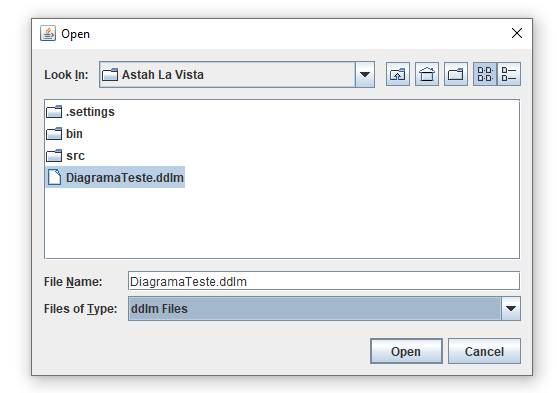 Open
Look In: Astah La Vista
.settings
bin
src
DiagramaTeste.ddlm
File Name: DiagramaTeste.ddlm
Files of Type: ddlm Files
Open Cancel